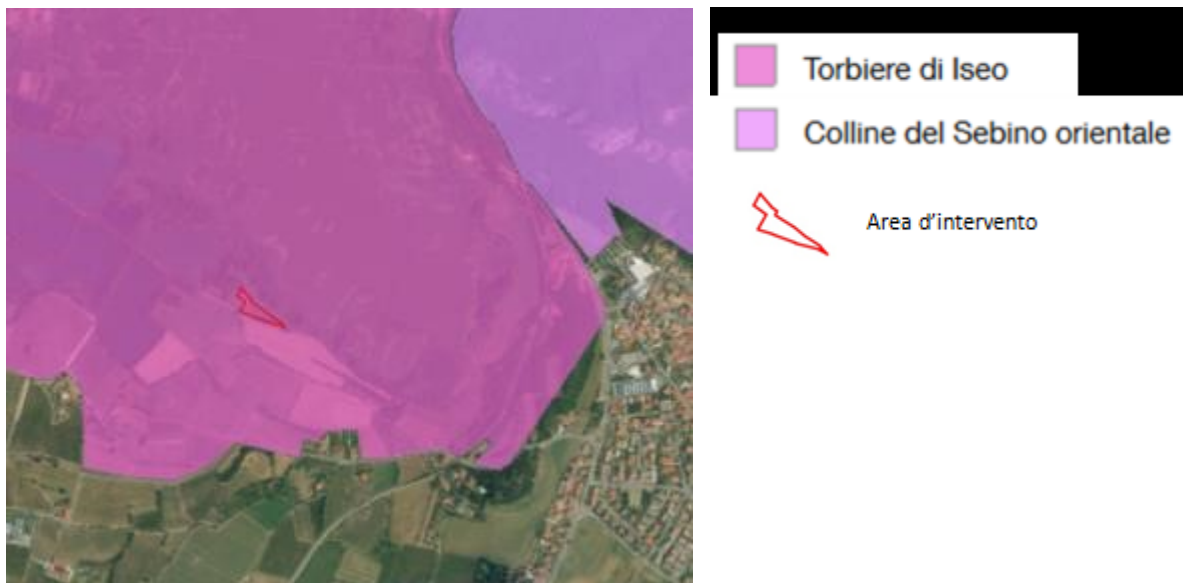 Torbiere di Iseo
Colline del Sebino orientale
Area d'intervento